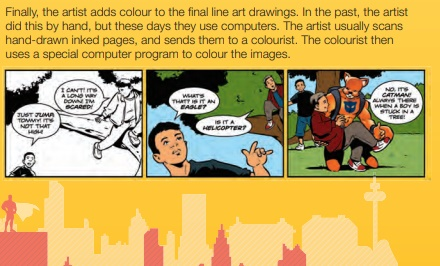 Finally, the artist adds colour to the final line art drawings. In the past, the artist
did this by hand, but these days they use computers. The artist usually scans
hand-drawn inked pages, and sends them to a colourist. The colourist then
uses a special computer program to colour the images.
I CAN'T! IT'S
A LONG WAY
DOWN! I'M
SCARED!
JUST JUMP,
TOMMY! IT'S
NOT THAT
HIGH!
WHAT'S
THAT? IS IT AN
EAGLE?
IS IT A
HELICOPTER?
NO, IT'S
CATMAN!
ALWAYS THERE
WHEN A BOY IS
STUCK IN A
TREE!